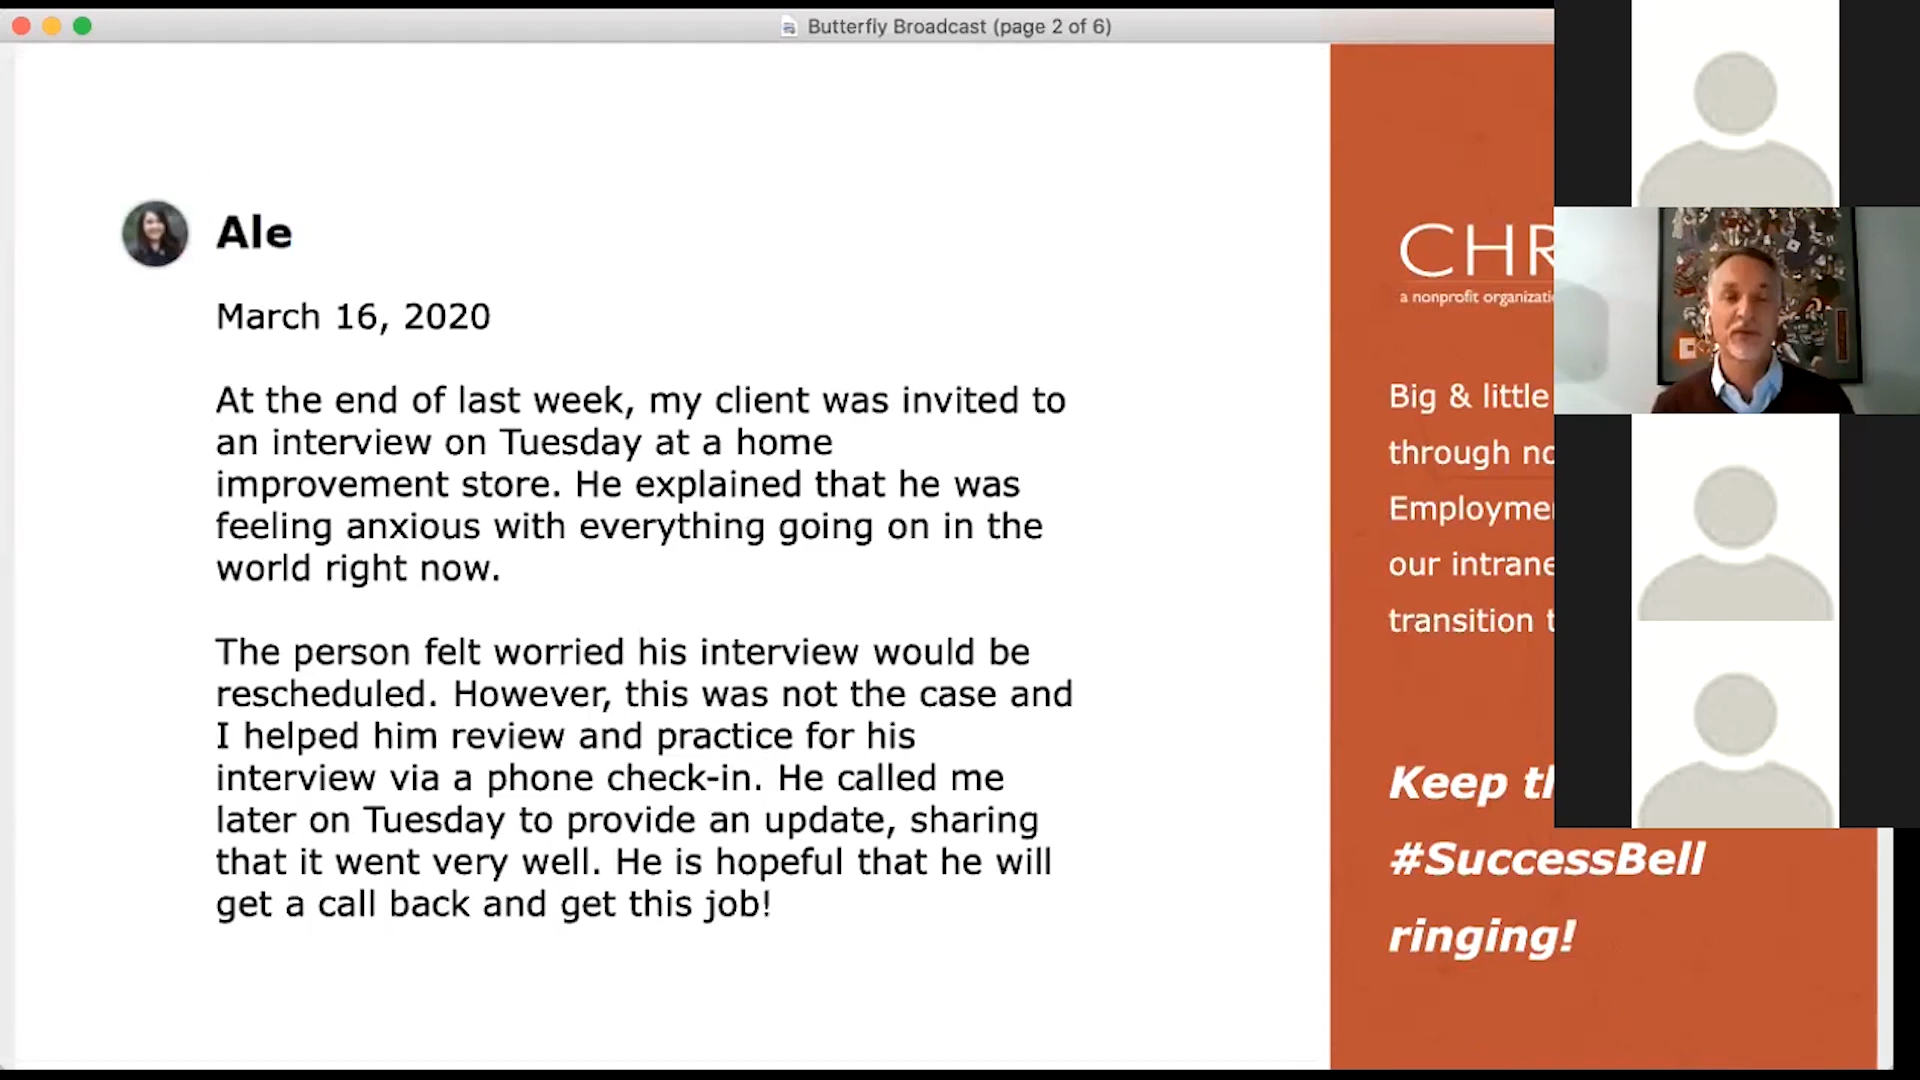 Butterfly Broadcast (page 2 of 6)
Ale
March 16, 2020
At the end of last week, my client was invited to
an interview on Tuesday at a home
improvement store. He explained that he was
feeling anxious with everything going on in the
world right now.
The person felt worried his interview would be
rescheduled. However, this was not the case and
I helped him review and practice for his
interview via a phone check-in. He called me
later on Tuesday to provide an update, sharing
that it went very well. He is hopeful that he will
get a call back and get this job!
CHR
a nonprofit
Big & little
through
our
transition
Keep
#SuccessBell
ringing!